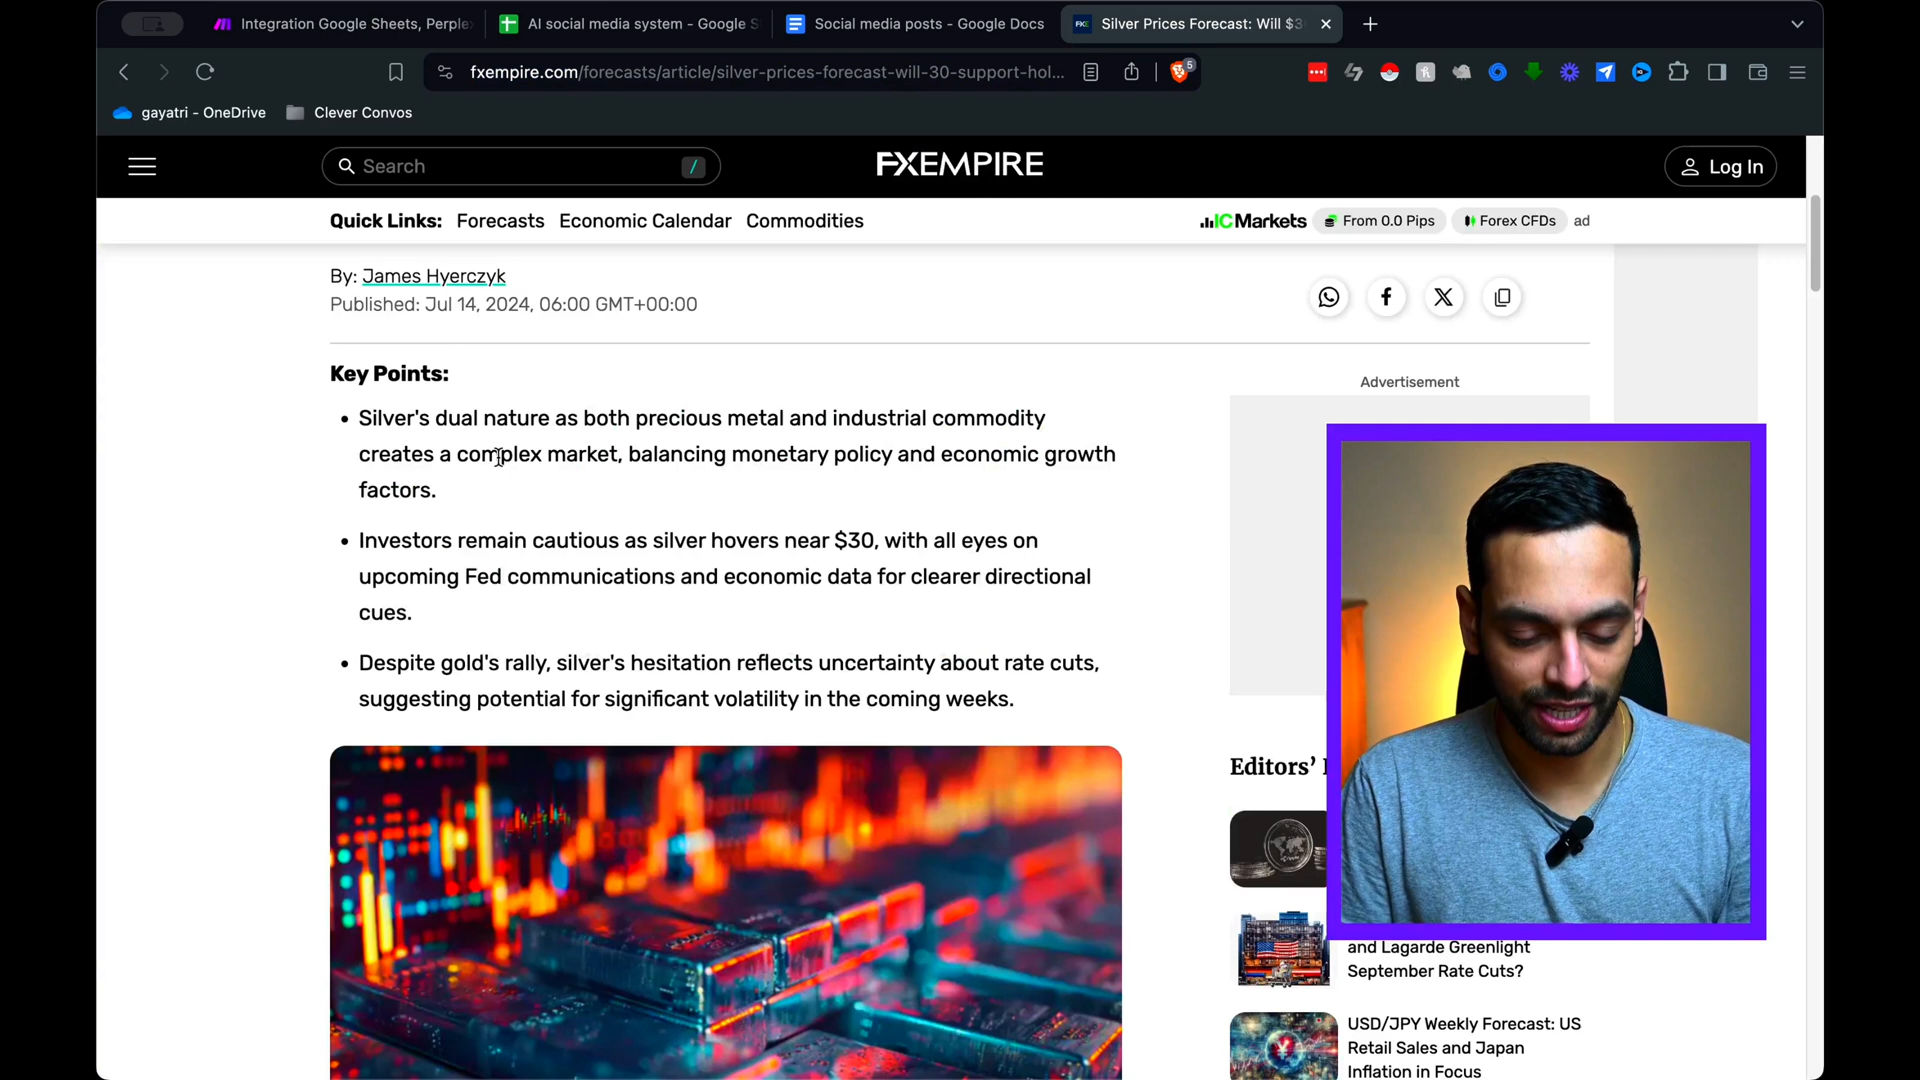 Integration Google Sheets, Perple
AI social media system - Google S
Social media posts - Google Docs
Silver Prices Forecast: Will $3
fxempire.com/forecasts/article/silver-prices-forecast-will-30-support-hol...
5
gayatri - OneDrive
Clever Convos
Search
/
FXEMPIRE
Log In
Quick Links: Forecasts Economic Calendar Commodities
IC Markets
From 0.0 Pips
Forex CFDs
ad
By: James Hyerczyk
Published: Jul 14, 2024, 06:00 GMT+00:00
Key Points:
Advertisement
• Silver's dual nature as both precious metal and industrial commodity
creates a complex market, balancing monetary policy and economic growth
factors.
• Investors remain cautious as silver hovers near $30, with all eyes on
upcoming Fed communications and economic data for clearer directional
cues.
• Despite gold's rally, silver's hesitation reflects uncertainty about rate cuts,
suggesting potential for significant volatility in the coming weeks.
Editors’
and Lagarde Greenlight
September Rate Cuts?
USD/JPY Weekly Forecast: US
Retail Sales and Japan
Inflation in Focus